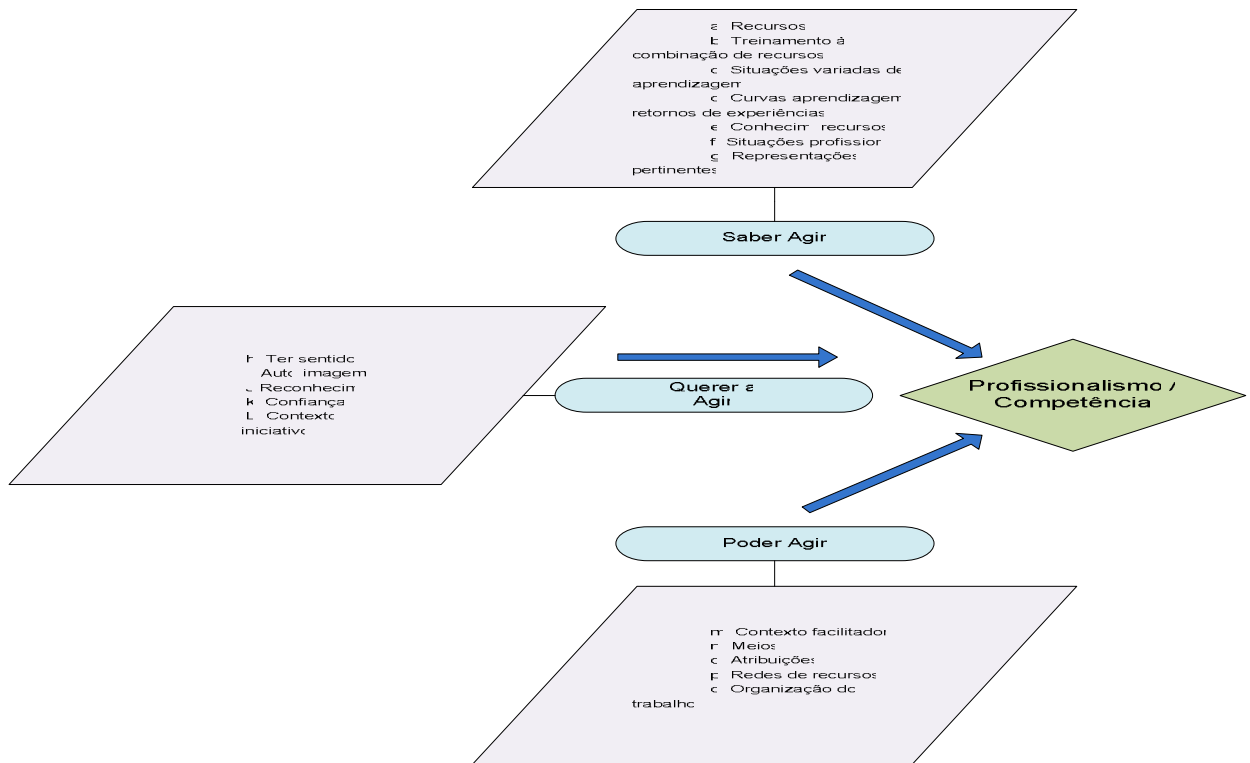 Recursos
Treinamento à
combinação de recursos
Situações variadas de
aprendizagem
Curvas aprendizagem
retornos de experiências
Conhecim recursos
f Situações profissior
Representações
pertinentes
Saber Agir
Ter sentido
Auto imagem
Reconhecim
k Confiança
Contexto
iniciativo
Querer a
Agir
Profissionalismo /
Competência
Poder Agir
m Contexto facilitador
Meios
Atribuições
p Redes de recursos
Organização do
trabalho